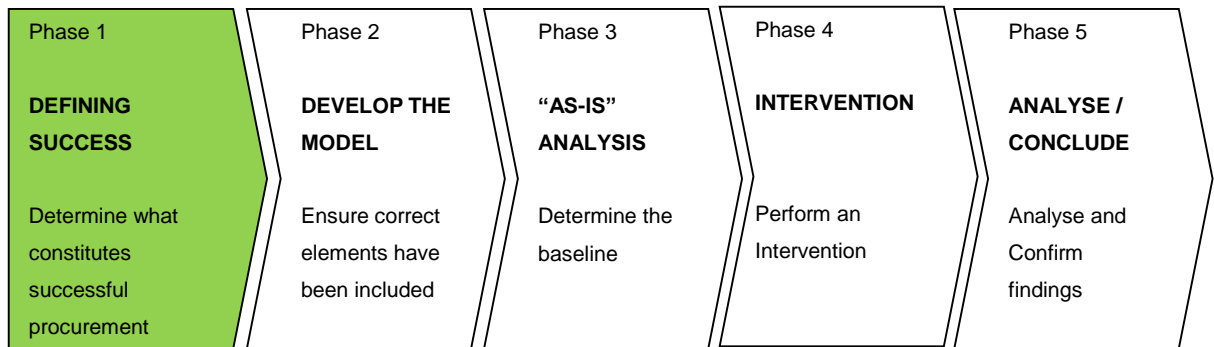 Phase 1
DEFINING
SUCCESS
Determine what
constitutes
successful
procurement
Phase 2
DEVELOP THE
MODEL
Ensure correct
elements have
been included
Phase 3
“AS-IS”
ANALYSIS
Determine the
baseline
Phase 4
INTERVENTION
Perform an
Intervention
Phase 5
ANALYSE /
CONCLUDE
Analyse and
Confirm
findings